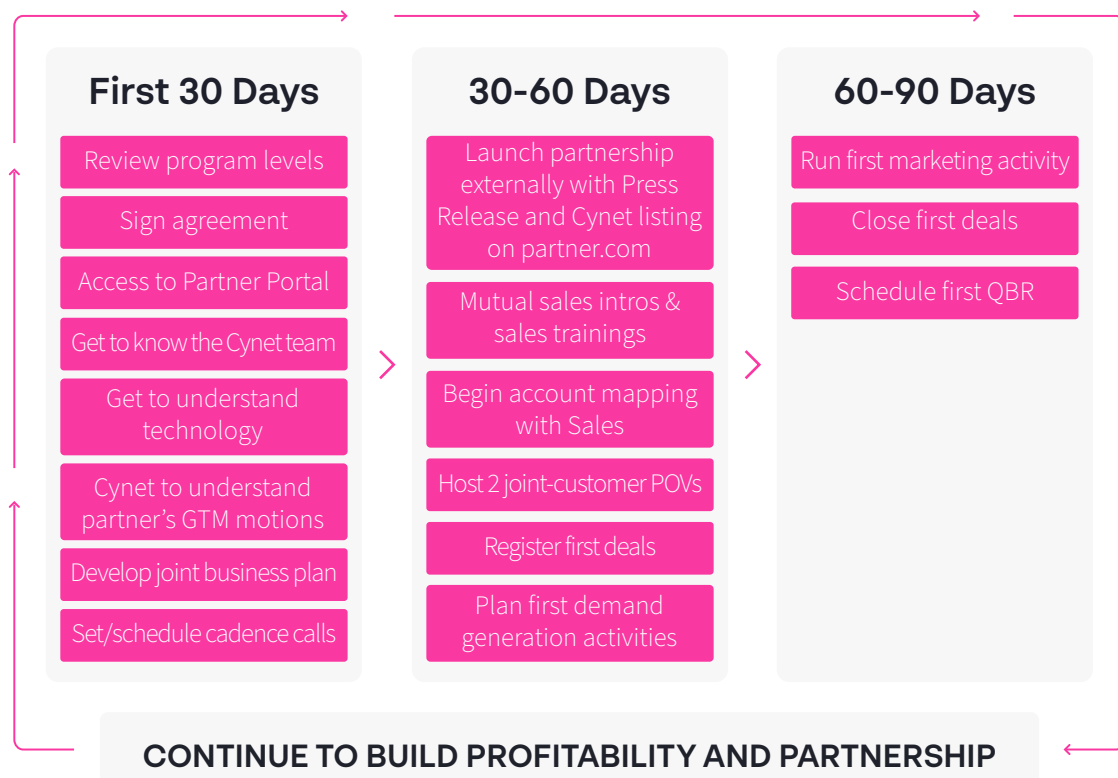 First 30 Days
Review program levels
Sign agreement
Access to Partner Portal
Get to know the Cynet team
Get to understand
technology
Cynet to understand
partner’s GTM motions
Develop joint business plan
Set/schedule cadence calls
30-60 Days
Launch partnership
externally with Press
Release and Cynet listing
on partner.com
Mutual sales intros &
sales trainings
Begin account mapping
with Sales
Host 2 joint-customer POVs
Register first deals
Plan first demand
generation activities
60-90 Days
Run first marketing activity
Close first deals
Schedule first QBR
CONTINUE TO BUILD PROFITABILITY AND PARTNERSHIP